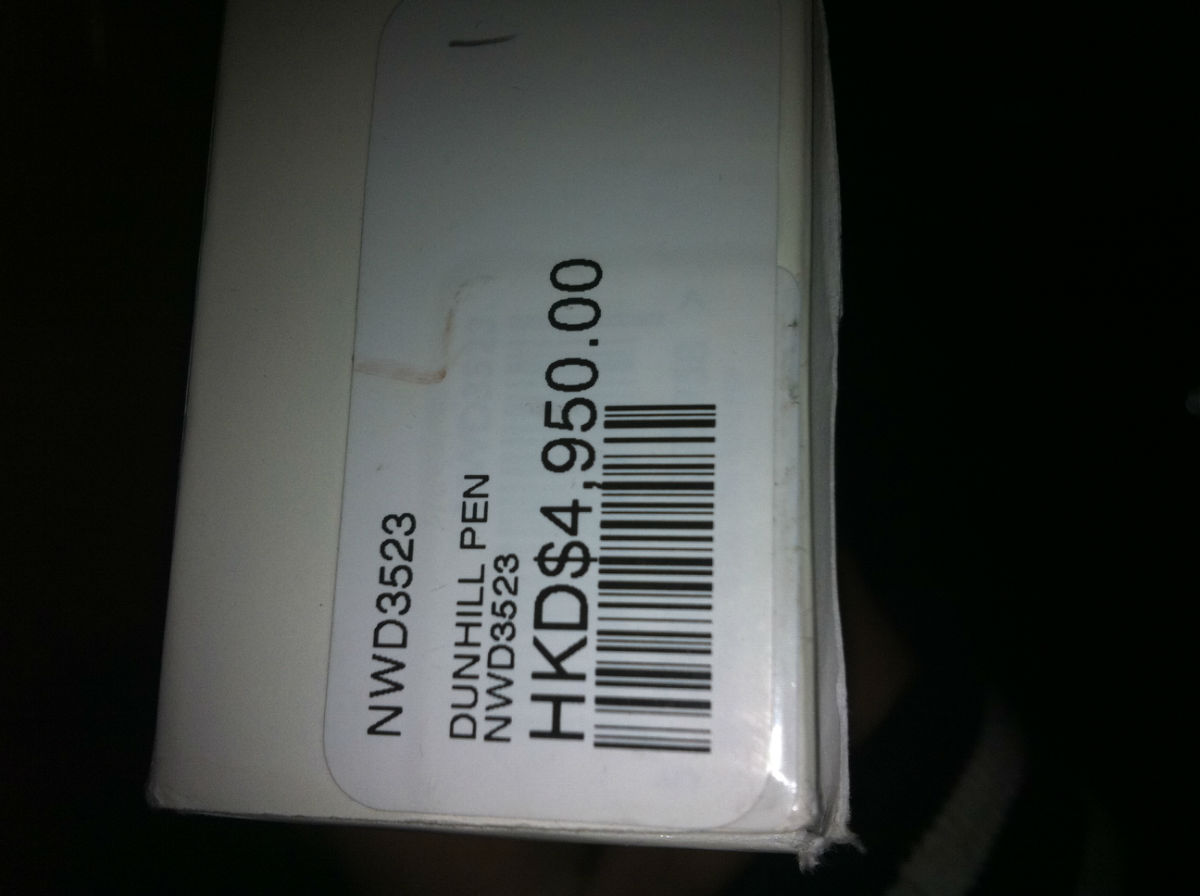 NWD3523
DUNHILL PEN
NWD3523
HKD$4,950.00